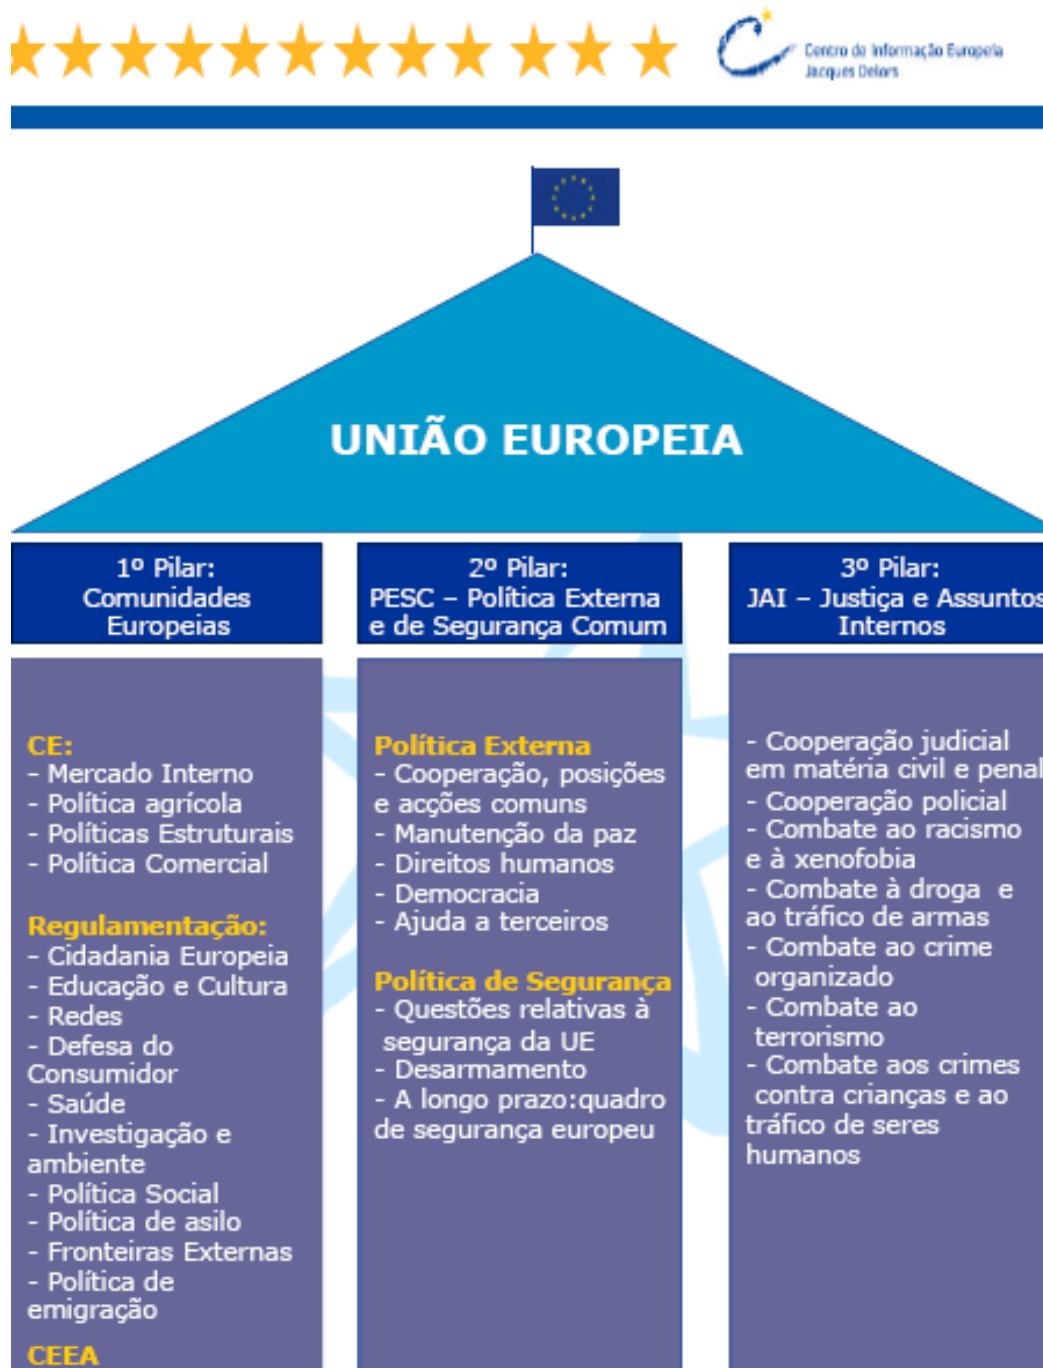 Centro de Informação Europeia
Jacques Delors
UNIÃO EUROPEIA
1º Pilar:
Comunidades
Europeias
2º Pilar:
PESC – Política Externa
e de Segurança Comum
3º Pilar:
JAI – Justiça e Assuntos
Internos
CE:
- Mercado Interno
- Política agrícola
- Políticas Estruturais
- Política Comercial
Regulamentação:
- Cidadania Europeia
- Educação e Cultura
- Redes
- Defesa do
Consumidor
- Saúde
- Investigação e
ambiente
- Política Social
- Política de asilo
- Fronteiras Externas
- Política de
emigração
CEEA
Política Externa
- Cooperação, posições
e acções comuns
- Manutenção da paz
- Direitos humanos
- Democracia
- Ajuda a terceiros
Política de Segurança
- Questões relativas à
segurança da UE
- Desarmamento
- A longo prazo:quadro
de segurança europeu
- Cooperação judicial
em matéria civil e penal
- Cooperação policial
- Combate ao racismo
e à xenofobia
- Combate à droga e
ao tráfico de armas
- Combate ao crime
organizado
- Combate ao
terrorismo
- Combate aos crimes
contra crianças e ao
tráfico de seres
humanos